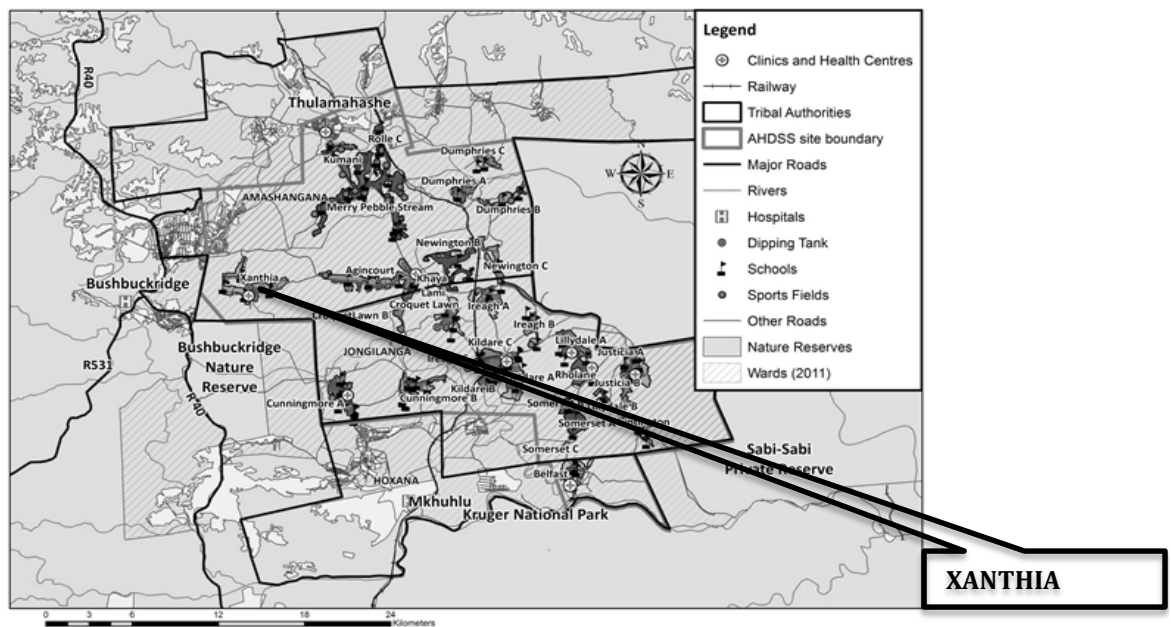 Legend
Clinics and Health Centres
Railway
Tribal Authorities
AHDSS site boundary
Major Roads
Rivers
H Hospitals
Dipping Tank
Schools
Sports Fields
Other Roads
Nature Reserves
Wards (2011)
N
W E
S
R40
Thulamahashe
Rolle C
Kumani
Dumphries C
Dumphries A
AMASHANGANA
Merry Pebble Stream
Dumphries B
Newington B
Newington C
Xanthia
Agincourt
Khaya
Lami
Bushbuckridge
H
Croquet Lawn
Ireagh A
Ireagh B
Kildare C
Lillydale A
Justicia A
JONGILANGA
Bushbuckridge
Nature
Reserve
R531
Rholane
Justicia B
Kildare B
Cunningmore A
Cunningmore B
R 40
Somerset C
Sabi-Sabi
Private Reserve
Belfast
HOXANA
Mkhuhlu
Kruger National Park
XANTHIA
0 3 6 12 18 24
Kilometers